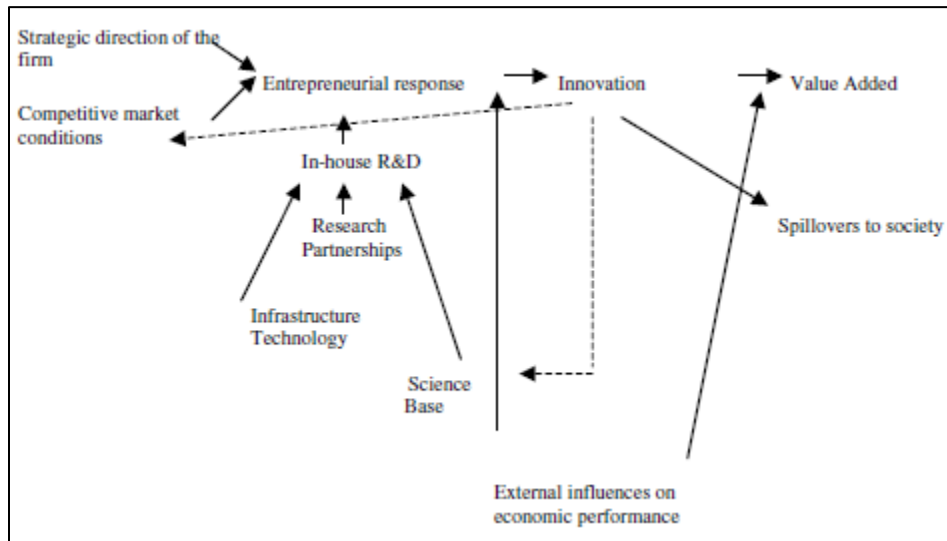 Strategic direction of the
firm
Entrepreneurial response
Innovation
Value Added
Competitive market
conditions
In-house R&D
Research
Partnerships
Spillovers to society
Infrastructure
Technology
Science
Base
External influences on
economic performance